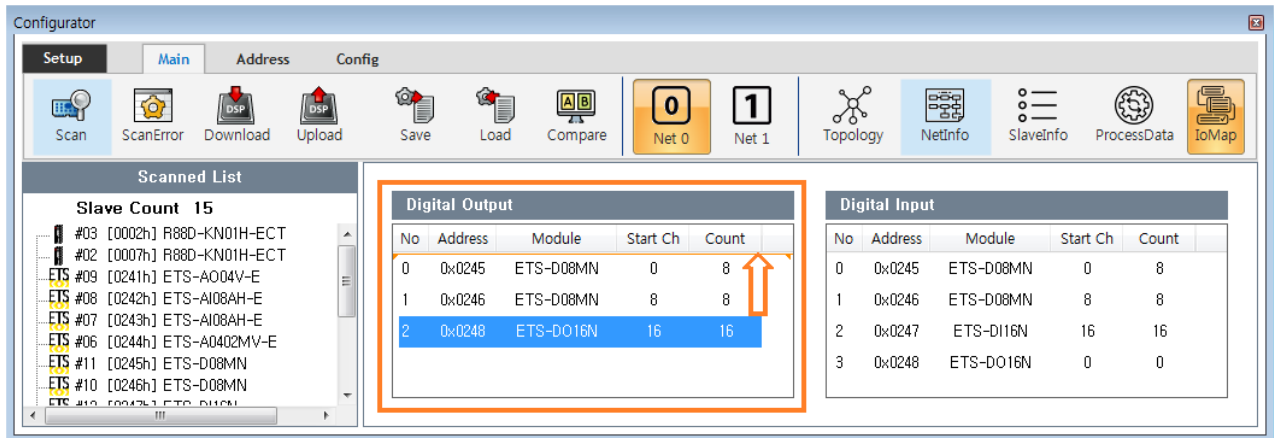 Configurator
Setup Main Address Config
Scan ScanError Download Upload Save Load Compare Net 0 Net 1 Topology NetInfo SlaveInfo ProcessData IoMap
DSP DSP A B 0 1
Scanned List
Slave Count 15
#03 [0002h] R88D-KN01H-ECT
#02 [0007h] R88D-KN01H-ECT
ETS #09 [0241h] ETS-AO04V-E
ETS #08 [0242h] ETS-AI08AH-E
ETS #07 [0243h] ETS-AI08AH-E
ETS #06 [0244h] ETS-A0402MV-E
ETS #11 [0245h] ETS-D08MN
ETS #10 [0246h] ETS-D08MN
Digital Output
No Address Module Start Ch Count
0 0x0245 ETS-D08MN 0 8
1 0x0246 ETS-D08MN 8 8
2 0x0248 ETS-DO16N 16 16
Digital Input
No Address Module Start Ch Count
0 0x0245 ETS-D08MN 0 8
1 0x0246 ETS-D08MN 8 8
2 0x0247 ETS-DI16N 16 16
3 0x0248 ETS-DO16N 0 0